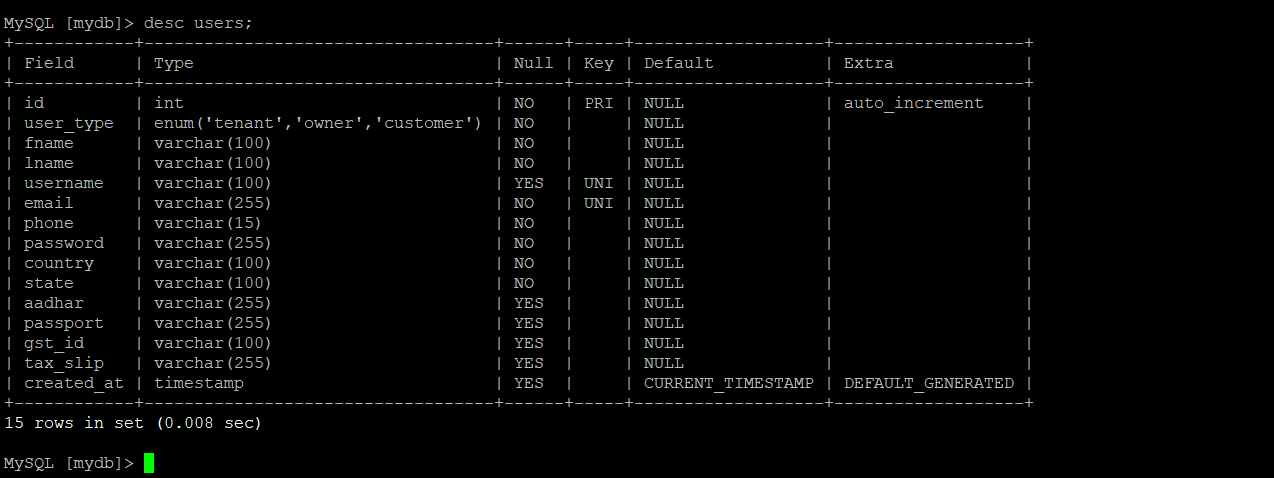 MySQL [mydb]> desc users;
+------------+-----------------------------------+------+-----+-------------------+-------------------+
| Field      | Type                              | Null | Key | Default           | Extra             |
+------------+-----------------------------------+------+-----+-------------------+-------------------+
| id         | int                               | NO   | PRI | NULL              | auto_increment    |
| user_type  | enum('tenant','owner','customer') | NO   |     | NULL              |                   |
| fname      | varchar(100)                      | NO   |     | NULL              |                   |
| lname      | varchar(100)                      | NO   |     | NULL              |                   |
| username   | varchar(100)                      | YES  | UNI | NULL              |                   |
| email      | varchar(255)                      | NO   | UNI | NULL              |                   |
| phone      | varchar(15)                       | NO   |     | NULL              |                   |
| password   | varchar(255)                      | NO   |     | NULL              |                   |
| country    | varchar(100)                      | NO   |     | NULL              |                   |
| state      | varchar(100)                      | NO   |     | NULL              |                   |
| aadhar     | varchar(255)                      | YES  |     | NULL              |                   |
| passport   | varchar(255)                      | YES  |     | NULL              |                   |
| gst_id     | varchar(100)                      | YES  |     | NULL              |                   |
| tax_slip   | varchar(255)                      | YES  |     | NULL              |                   |
| created_at | timestamp                         | YES  |     | CURRENT_TIMESTAMP | DEFAULT_GENERATED |
+------------+-----------------------------------+------+-----+-------------------+-------------------+
15 rows in set (0.008 sec)
MySQL [mydb]>